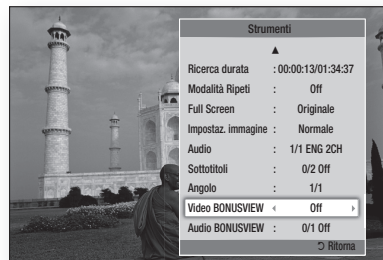 Strumenti
▲
Ricerca durata : 00:00:13/01:34:37
Modalità Ripeti : Off
Full Screen : Originale
Impostaz. immagine : Normale
Audio : 1/1 ENG 2CH
Sottotitoli : 0/2 Off
Angolo : 1/1
Video BONUSVIEW ◀ Off ▶
Audio BONUSVIEW : 0/1 Off
Ritorna